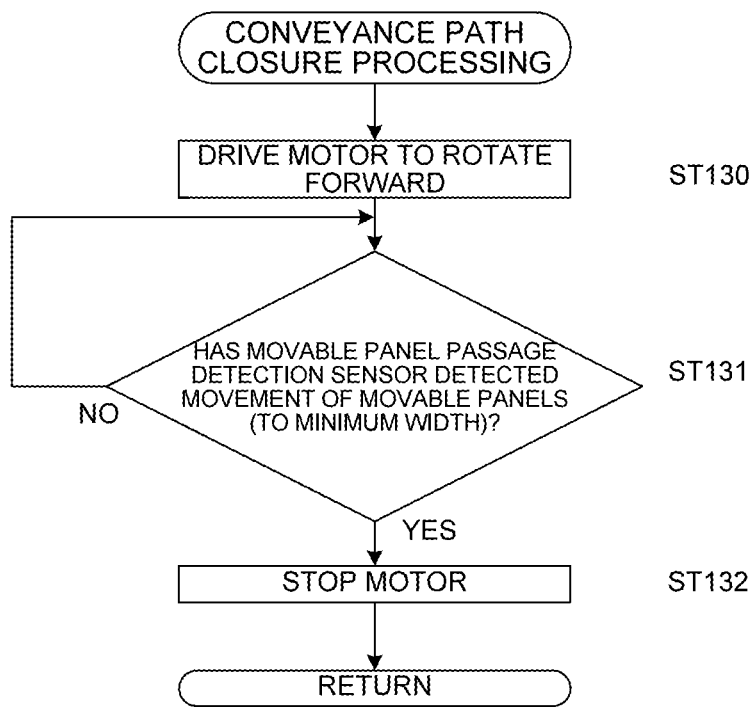 CONVEYANCE PATH
CLOSURE PROCESSING
DRIVE MOTOR TO ROTATE
FORWARD
ST130
HAS MOVABLE PANEL PASSAGE
DETECTION SENSOR DETECTED
MOVEMENT OF MOVABLE PANELS
(TO MINIMUM WIDTH)?
ST131
NO
YES
STOP MOTOR
ST132
RETURN